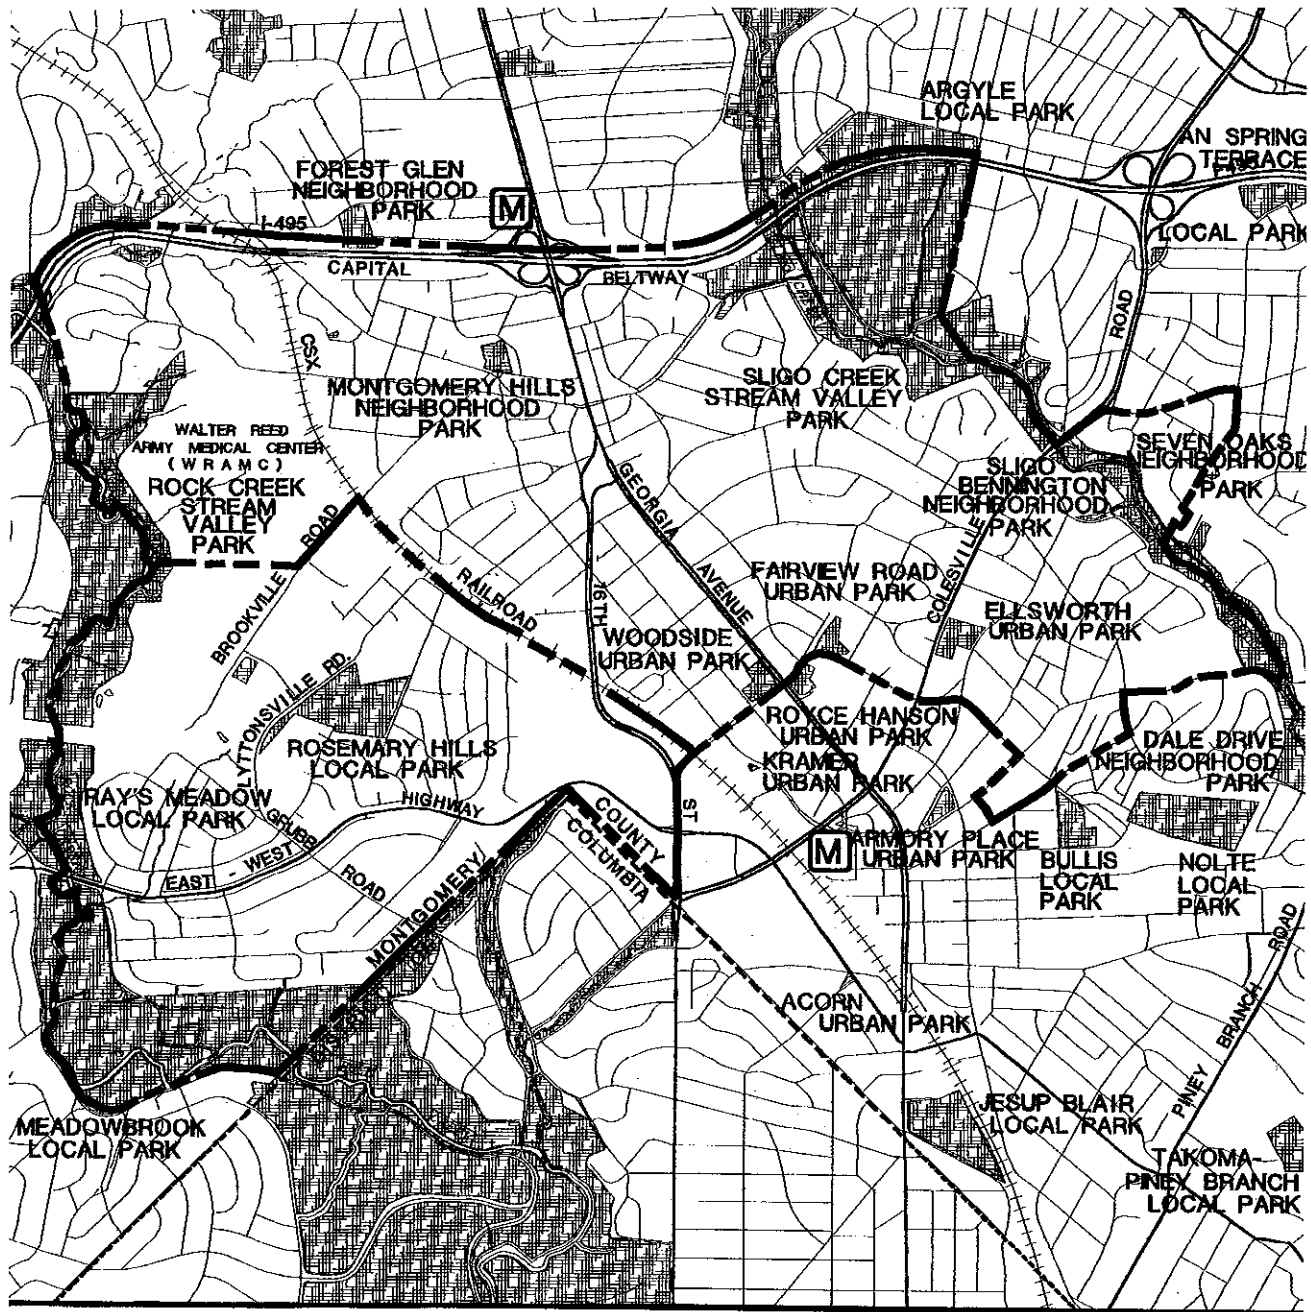 ARGYLE
LOCAL PARK
AN SPRING
TERRACE
LOCAL PARK
FOREST GLEN
NEIGHBORHOOD
PARK
M
I-495
CAPITAL
BELTWAY
ROAD
CSX
MONTGOMERY HILLS
NEIGHBORHOOD
PARK
SLIGO CREEK
STREAM VALLEY
PARK
WALTER REED
ARMY MEDICAL CENTER
(WRAMC)
ROCK CREEK
STREAM
VALLEY
PARK
SEVEN OAKS
NEIGHBORHOOD
PARK
SLIGO
BENNINGTON
NEIGHBORHOOD
PARK
GEORGIA
AVENUE
COLESVILLE
BROOKVILLE
ROAD
RAILROAD
16TH
ST
FAIRVIEW ROAD
URBAN PARK
ELLSWORTH
URBAN PARK
WOODSIDE
URBAN PARK
LYTTONSVILLE RD.
ROYCE HANSON
URBAN PARK
KRAMER
URBAN PARK
ROSEMARY HILLS
LOCAL PARK
DALE DRIVE
NEIGHBORHOOD
PARK
RAY'S MEADOW
LOCAL PARK
EAST - WEST
HIGHWAY
GRUBB
ROAD
MONTGOMERY
COUNTY
COLUMBIA
M
ARMORY PLACE
URBAN PARK
BULLIS
LOCAL
PARK
NOLTE
LOCAL
PARK
PINEY BRANCH ROAD
ACORN
URBAN PARK
MEADOWBROOK
LOCAL PARK
JESUP BLAIR
LOCAL PARK
TAKOMA-
PINEY BRANCH
LOCAL PARK